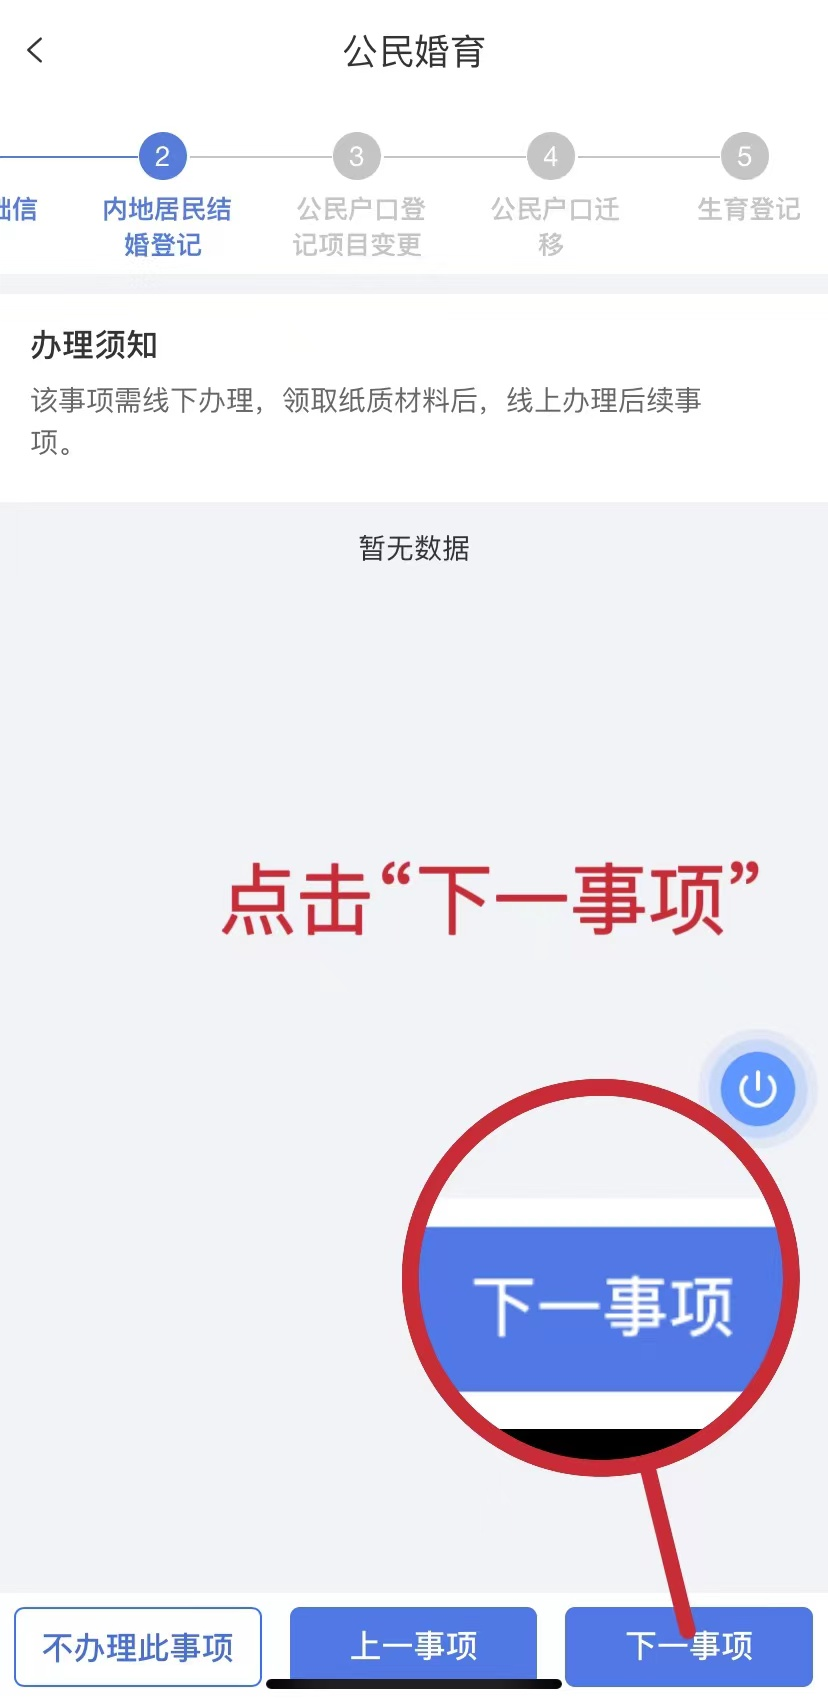 公民婚育
2
3
4
5
础信
内地居民结
婚登记
公民户口登
记项目变更
公民户口迁
移
生育登记
办理须知
该事项需线下办理，领取纸质材料后，线上办理后续事
项。
暂无数据
点击“下一事项”
下一事项
不办理此事项
上一事项
下一事项